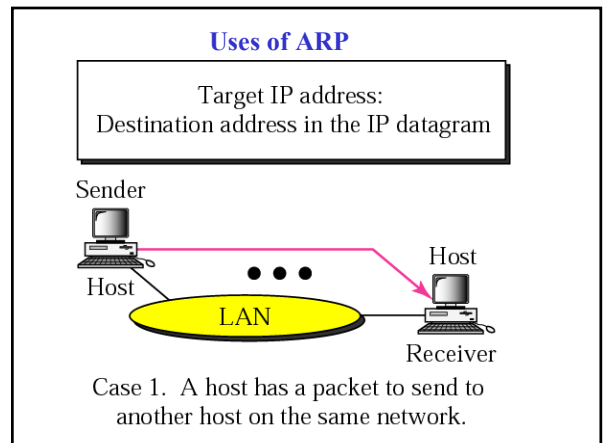 Uses of ARP
Target IP address:
Destination address in the IP datagram
Sender
Host
Host
LAN
Receiver
Case 1. A host has a packet to send to
another host on the same network.